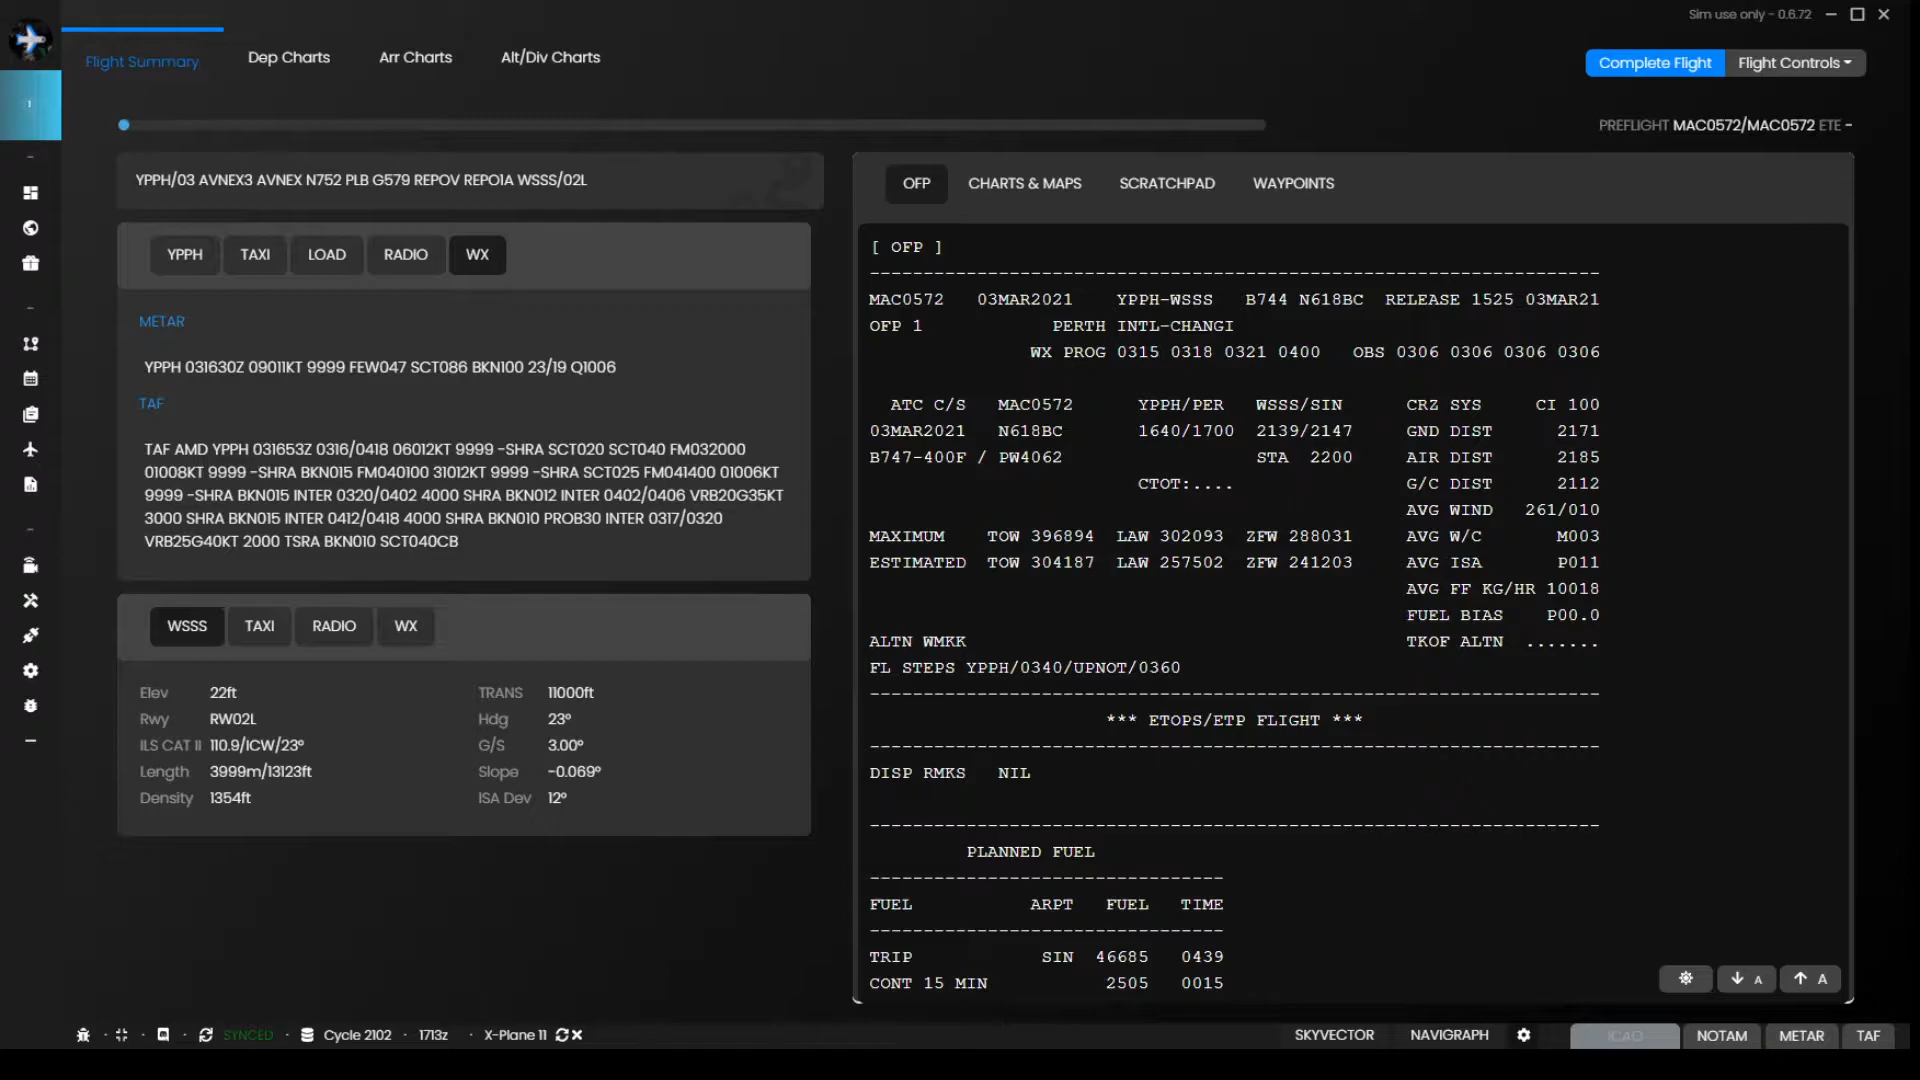 Sim use only - 0.6.72
Flight Summary
Dep Charts
Arr Charts
Alt/Div Charts
Complete Flight
Flight Controls
PREFLIGHT MAC0572/MAC0572 ETE -
YPPH/03 AVNEX3 AVNEX N752 PLB G579 REPOV REPO1A WSSS/02L
YPPH
TAXI
LOAD
RADIO
WX
METAR
YPPH 031630Z 09011KT 9999 FEW047 SCT086 BKN100 23/19 Q1006
TAF
TAF AMD YPPH 031653Z 0316/0418 06012KT 9999 -SHRA SCT020 SCT040 FM032000
01008KT 9999 -SHRA BKN015 FM040100 31012KT 9999 -SHRA SCT025 FM041400 01006KT
9999 -SHRA BKN015 INTER 0320/0402 4000 SHRA BKN012 INTER 0402/0406 VRB20G35KT
3000 SHRA BKN015 INTER 0412/0418 4000 SHRA BKN010 PROB30 INTER 0317/0320
VRB25G40KT 2000 TSRA BKN010 SCT040CB
WSSS
TAXI
RADIO
WX
Elev 22ft TRANS 11000ft
Rwy RW02L Hdg 23°
ILS CAT II 110.9/ICW/23° G/S 3.00°
Length 3999m/13123ft Slope -0.069°
Density 1354ft ISA Dev 12°
OFP
CHARTS & MAPS
SCRATCHPAD
WAYPOINTS
[ OFP ]
--------------------------------------------------------------------
MAC0572 03MAR2021 YPPH-WSSS B744 N618BC RELEASE 1525 03MAR21
OFP 1 PERTH INTL-CHANGI
WX PROG 0315 0318 0321 0400 OBS 0306 0306 0306 0306
ATC C/S MAC0572 YPPH/PER WSSS/SIN CRZ SYS CI 100
03MAR2021 N618BC 1640/1700 2139/2147 GND DIST 2171
B747-400F / PW4062 STA 2200 AIR DIST 2185
CTOT:.... G/C DIST 2112
AVG WIND 261/010
MAXIMUM TOW 396894 LAW 302093 ZFW 288031 AVG W/C M003
ESTIMATED TOW 304187 LAW 257502 ZFW 241203 AVG ISA P011
AVG FF KG/HR 10018
FUEL BIAS P00.0
ALTN WMKK TKOF ALTN .......
FL STEPS YPPH/0340/UPNOT/0360
--------------------------------------------------------------------
*** ETOPS/ETP FLIGHT ***
--------------------------------------------------------------------
DISP RMKS NIL
--------------------------------------------------------------------
PLANNED FUEL
---------------------------------
FUEL ARPT FUEL TIME
---------------------------------
TRIP SIN 46685 0439
CONT 15 MIN 2505 0015
A
A
SYNCED
Cycle 2102
1713z
X-Plane 11
SKYVECTOR
NAVIGRAPH
ICAO
NOTAM
METAR
TAF